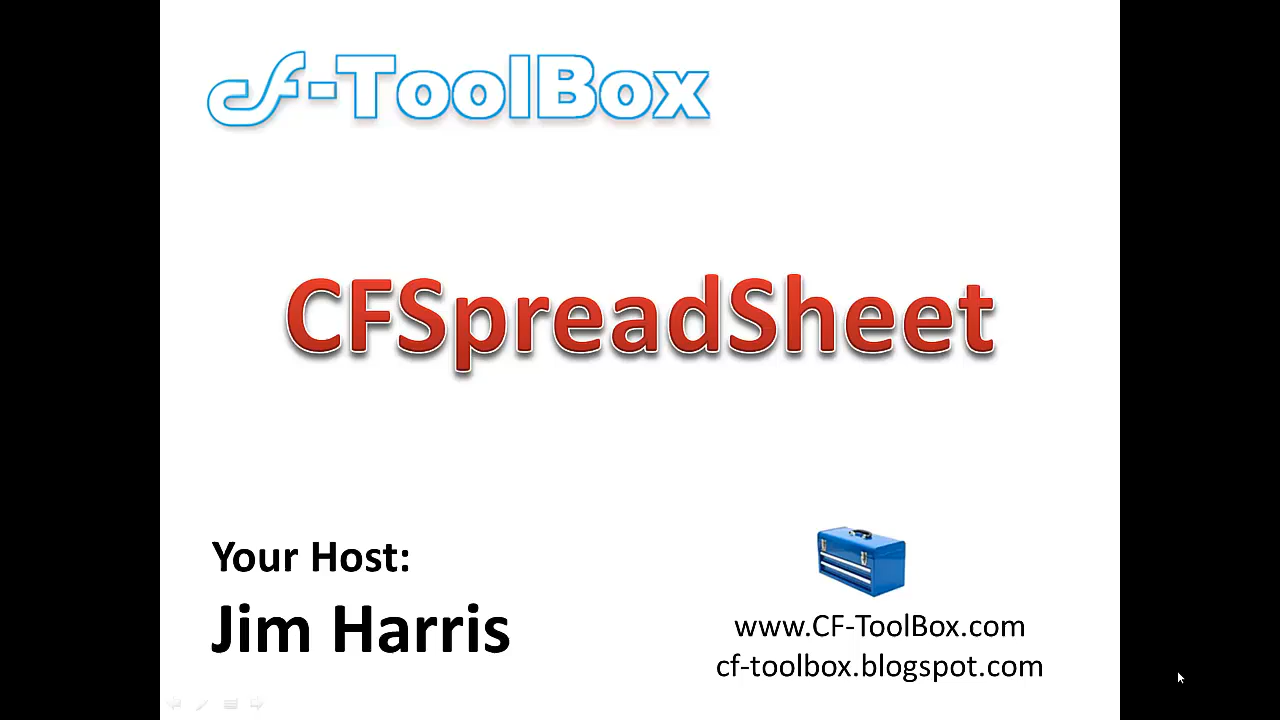 cf-ToolBox
CFSpreadSheet
Your Host:
Jim Harris
www.CF-ToolBox.com
cf-toolbox.blogspot.com